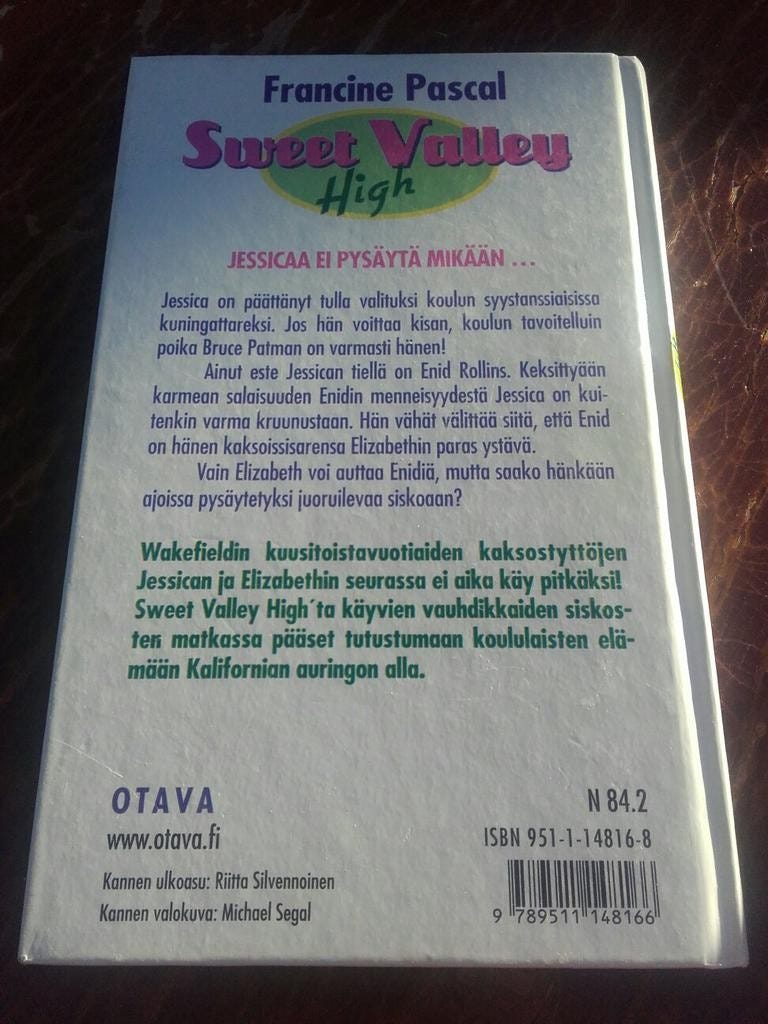 Francine Pascal
Sweet Valley
High
JESSICAA EI PYSÄYTÄ MIKÄÄN ...
Jessica on päättänyt tulla valituksi koulun syystanssiaisissa
kuningattareksi. Jos hän voittaa kisan, koulun tavoitelluin
poika Bruce Patman on varmasti hänen!
Ainut este Jessican tiellä on Enid Rollins. Keksittyään
karmean salaisuuden Enidin menneisyydestä Jessica on kui-
tenkin varma kruunustaan. Hän vähät välittää siitä, että Enid
on hänen kaksoissisarensa Elizabethin paras ystävä.
Vain Elizabeth voi auttaa Enidiä, mutta saako hänkään
ajoissa pysäytetyksi juoruilevaa siskoaan?
Wakefieldin kuusitoistavuotiaiden kaksostyttöjen
Jessican ja Elizabethin seurassa ei aika käy pitkäksi!
Sweet Valley High´ta käyvien vauhdikkaiden siskos-
ten matkassa pääset tutustumaan koululaisten elä-
mään Kalifornian auringon alla.
OTAVA
www.otava.fi
Kannen ulkoasu: Riitta Silvennoinen
Kannen valokuva: Michael Segal
N 84.2
ISBN 951-1-14816-8
9 789511 148166